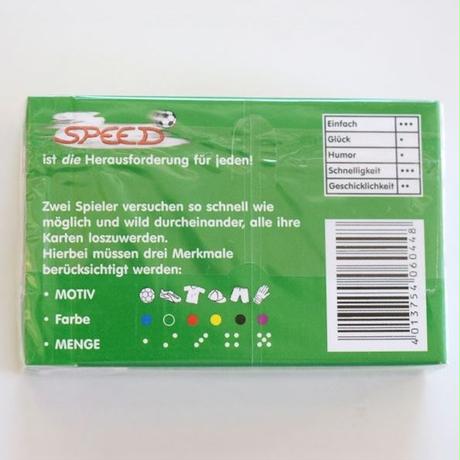 SPEED
ist die Herausforderung für jeden!
Einfach •••
Glück •
Humor •
Schnelligkeit •••
Geschicklichkeit ••
Zwei Spieler versuchen so schnell wie
möglich und wild durcheinander, alle ihre
Karten loszuwerden.
Hierbei müssen drei Merkmale
berücksichtigt werden:
• MOTIV
• Farbe
• MENGE
4013754060448